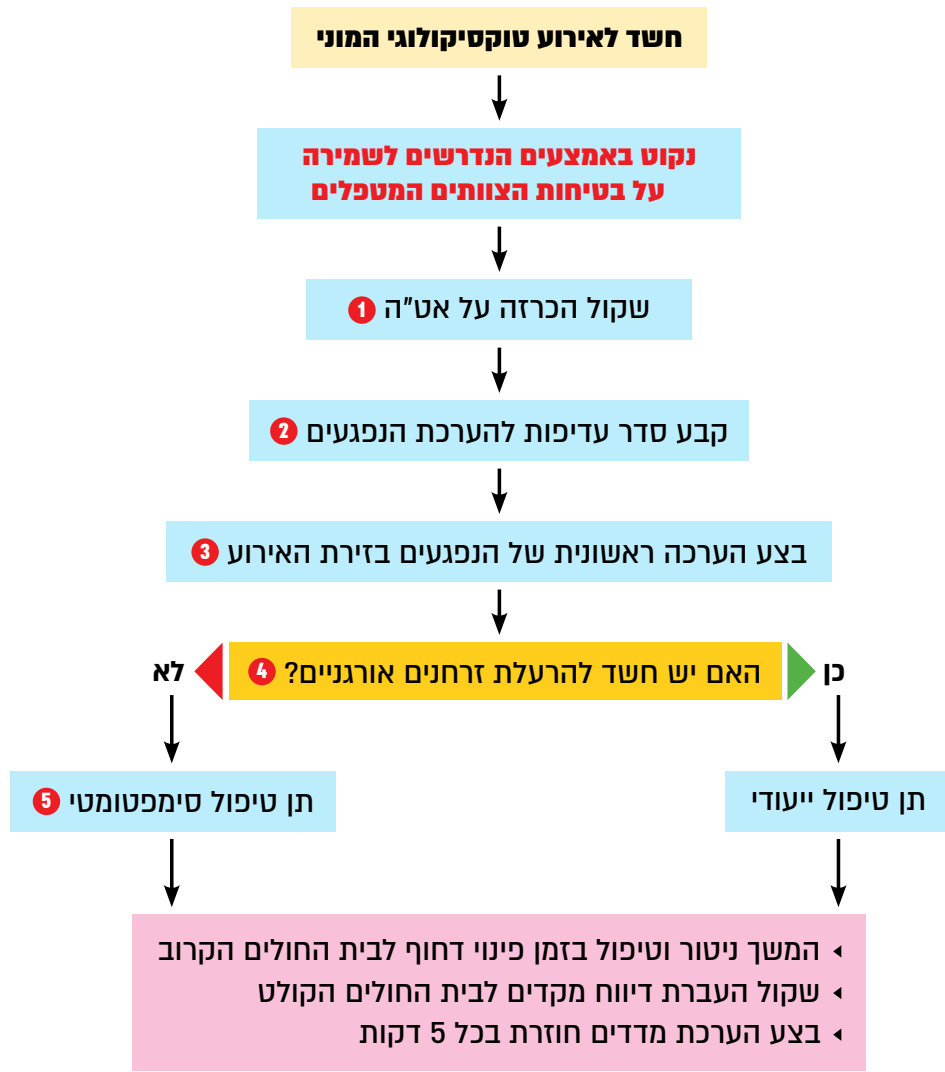 חשד לאירוע טוקסיקולוגי המוני
נקוט באמצעים הנדרשים לשמירה
על בטיחות הצוותים המטפלים
שקול הכרזה על אט"ה 1
קבע סדר עדיפות להערכת הנפגעים 2
בצע הערכה ראשונית של הנפגעים בזירת האירוע 3
האם יש חשד להרעלת זרחנים אורגניים? 4
כן
לא
תן טיפול ייעודי
תן טיפול סימפטומטי 5
המשך ניטור וטיפול בזמן פינוי דחוף לבית החולים הקרוב
שקול העברת דיווח מקדים לבית החולים הקולט
בצע הערכת מדדים חוזרת בכל 5 דקות